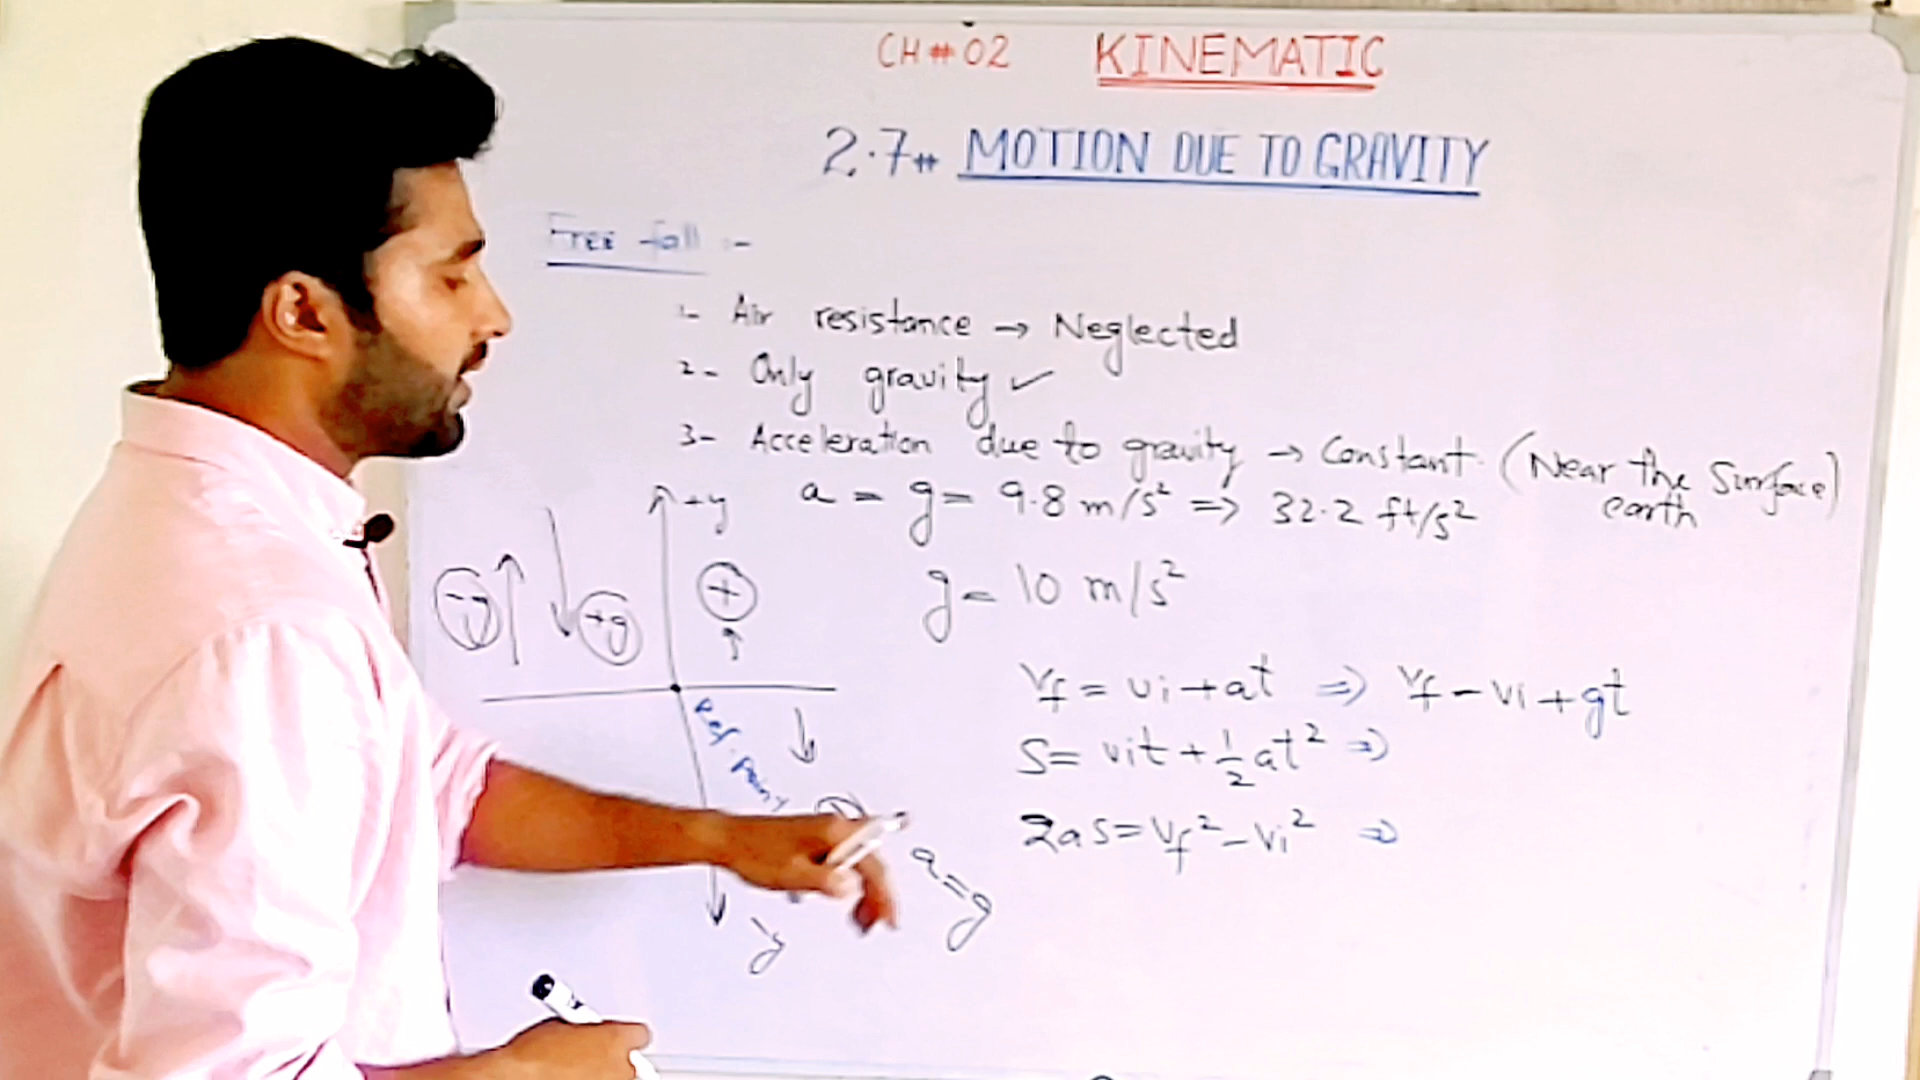 CH # 02 KINEMATIC
2.7# MOTION DUE TO GRAVITY
Free fall :-
1- Air resistance → Neglected
2- Only gravity ✓
3- Acceleration due to gravity → Constant. (Near the Surface)
earth
a = g = 9.8 m/s² => 32.2 ft/s²
g = 10 m/s²
+y
-g
+g
+
Ref. point
-y
a=g
vf = vi+at => vf - vi + gt
S= vit + 1/2 at² =>
2as = vf² - vi² =>